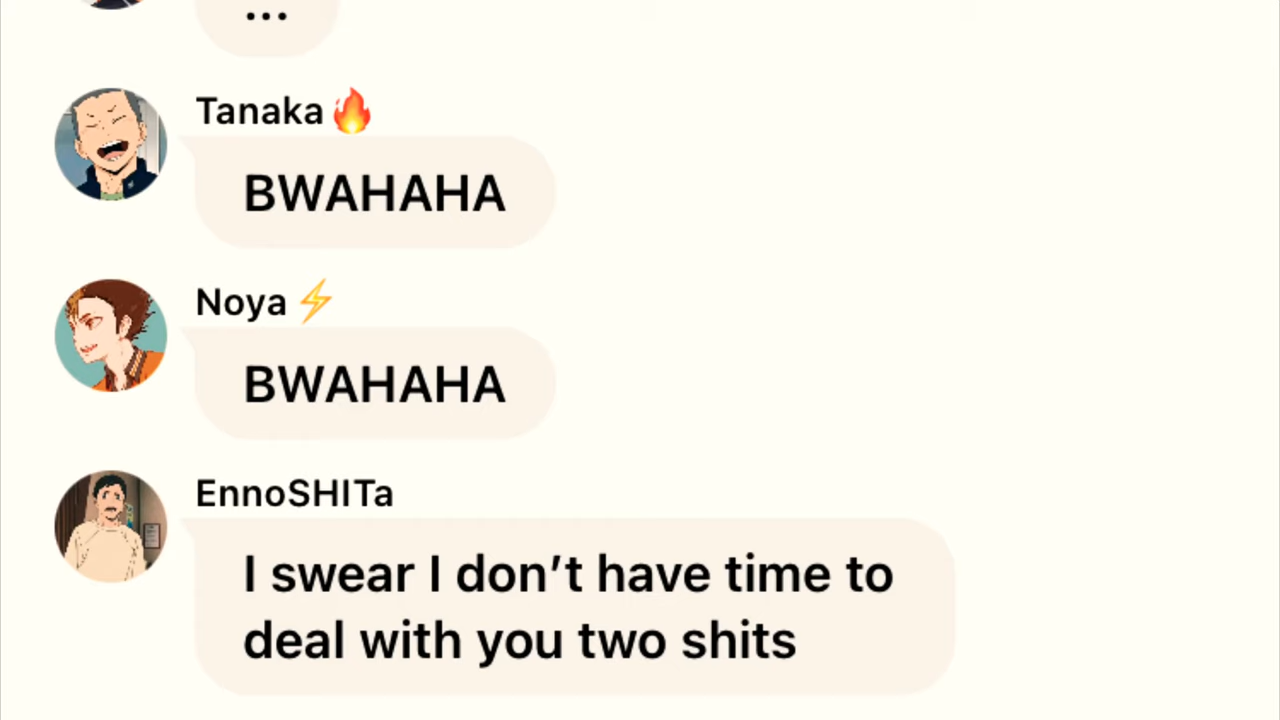 ...
Tanaka🔥
BWAHAHA
Noya⚡
BWAHAHA
EnnoSHITa
I swear I don’t have time to
deal with you two shits